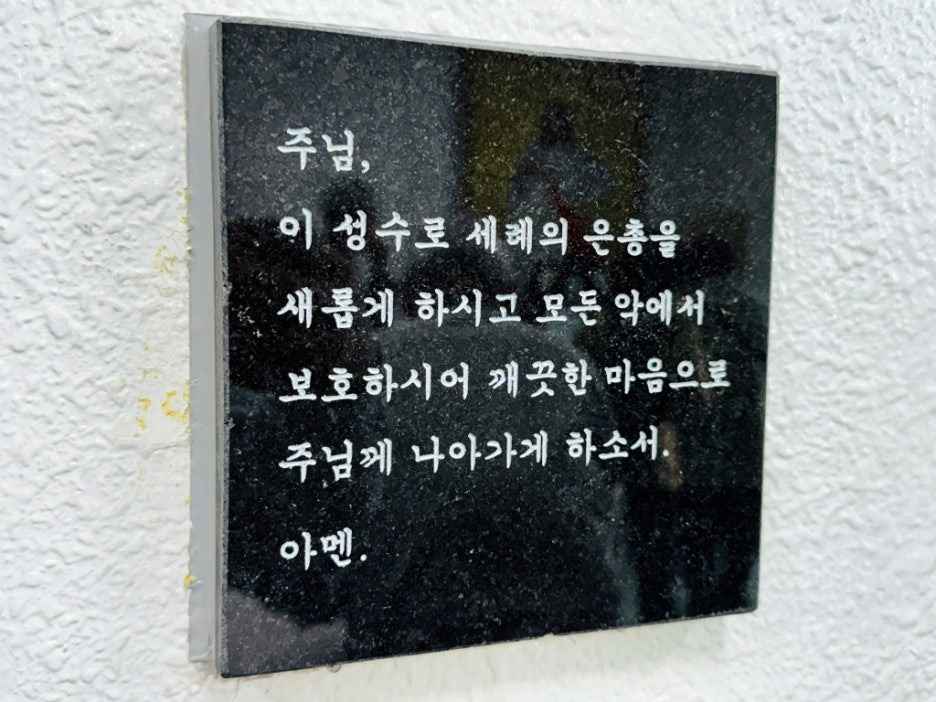 주님,
이 성수로 세례의 은총을
새롭게 하시고 모든 악에서
보호하시어 깨끗한 마음으로
주님께 나아가게 하소서.
아멘.